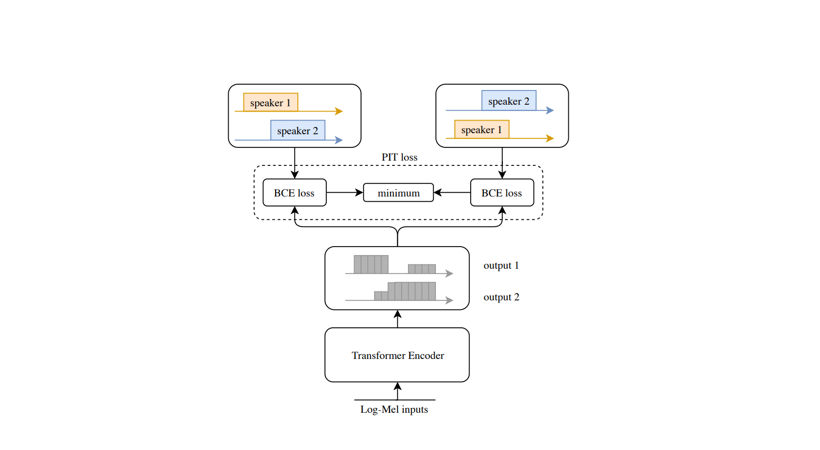 speaker 1
speaker 2
speaker 2
speaker 1
PIT loss
BCE loss
minimum
BCE loss
output 1
output 2
Transformer Encoder
Log-Mel inputs